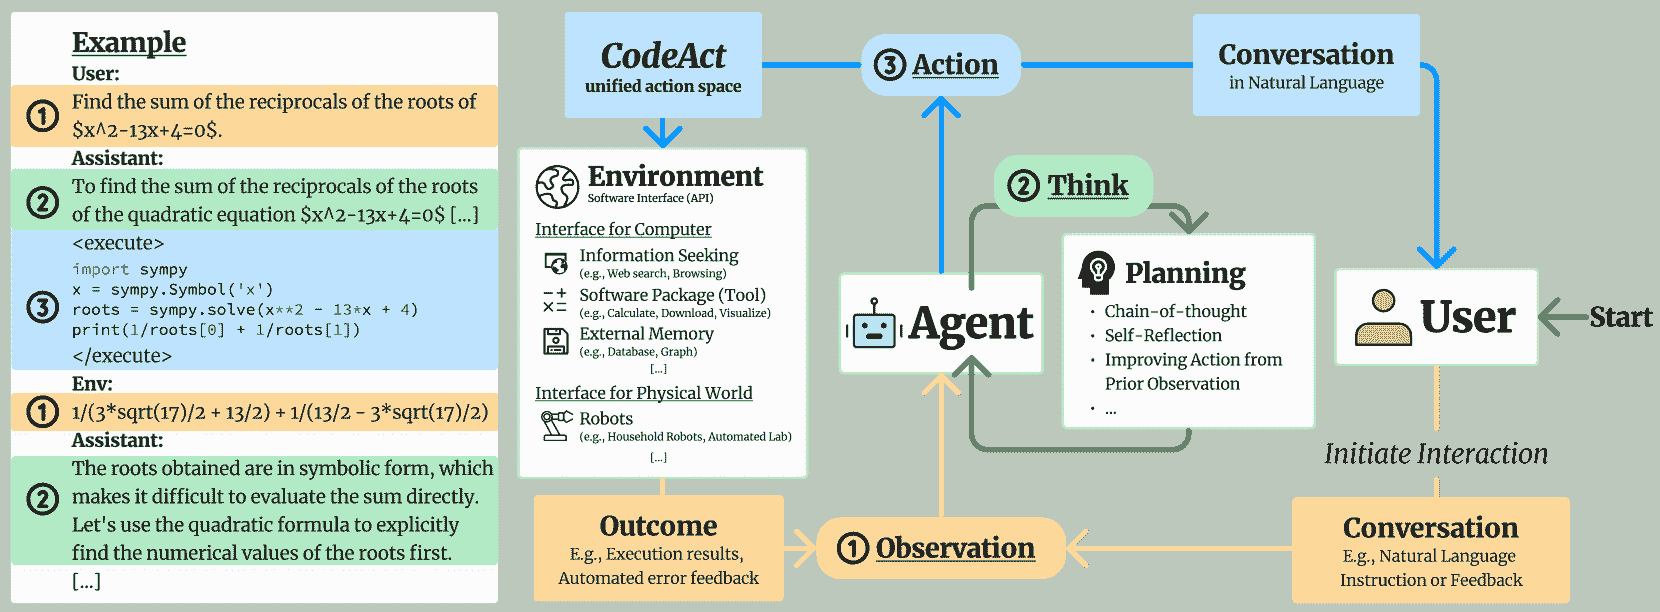 Example
User:
① Find the sum of the reciprocals of the roots of
$x^2-13x+4=0$.
Assistant:
② To find the sum of the reciprocals of the roots
of the quadratic equation $x^2-13x+4=0$ [...]
<execute>
③ import sympy
x = sympy.Symbol('x')
roots = sympy.solve(x**2 - 13*x + 4)
print(1/roots[0] + 1/roots[1])
</execute>
Env:
① 1/(3*sqrt(17)/2 + 13/2) + 1/(13/2 - 3*sqrt(17)/2)
Assistant:
② The roots obtained are in symbolic form, which
makes it difficult to evaluate the sum directly.
Let's use the quadratic formula to explicitly
find the numerical values of the roots first.
[...]
CodeAct
unified action space
③ Action
Conversation
in Natural Language
Environment
Software Interface (API)
Interface for Computer
Information Seeking
(e.g., Web search, Browsing)
Software Package (Tool)
(e.g., Calculate, Download, Visualize)
External Memory
(e.g., Database, Graph)
[...]
Interface for Physical World
Robots
(e.g., Household Robots, Automated Lab)
[...]
② Think
Planning
· Chain-of-thought
· Self-Reflection
· Improving Action from
Prior Observation
· ...
Agent
User
Start
Initiate Interaction
Outcome
E.g., Execution results,
Automated error feedback
① Observation
Conversation
E.g., Natural Language
Instruction or Feedback